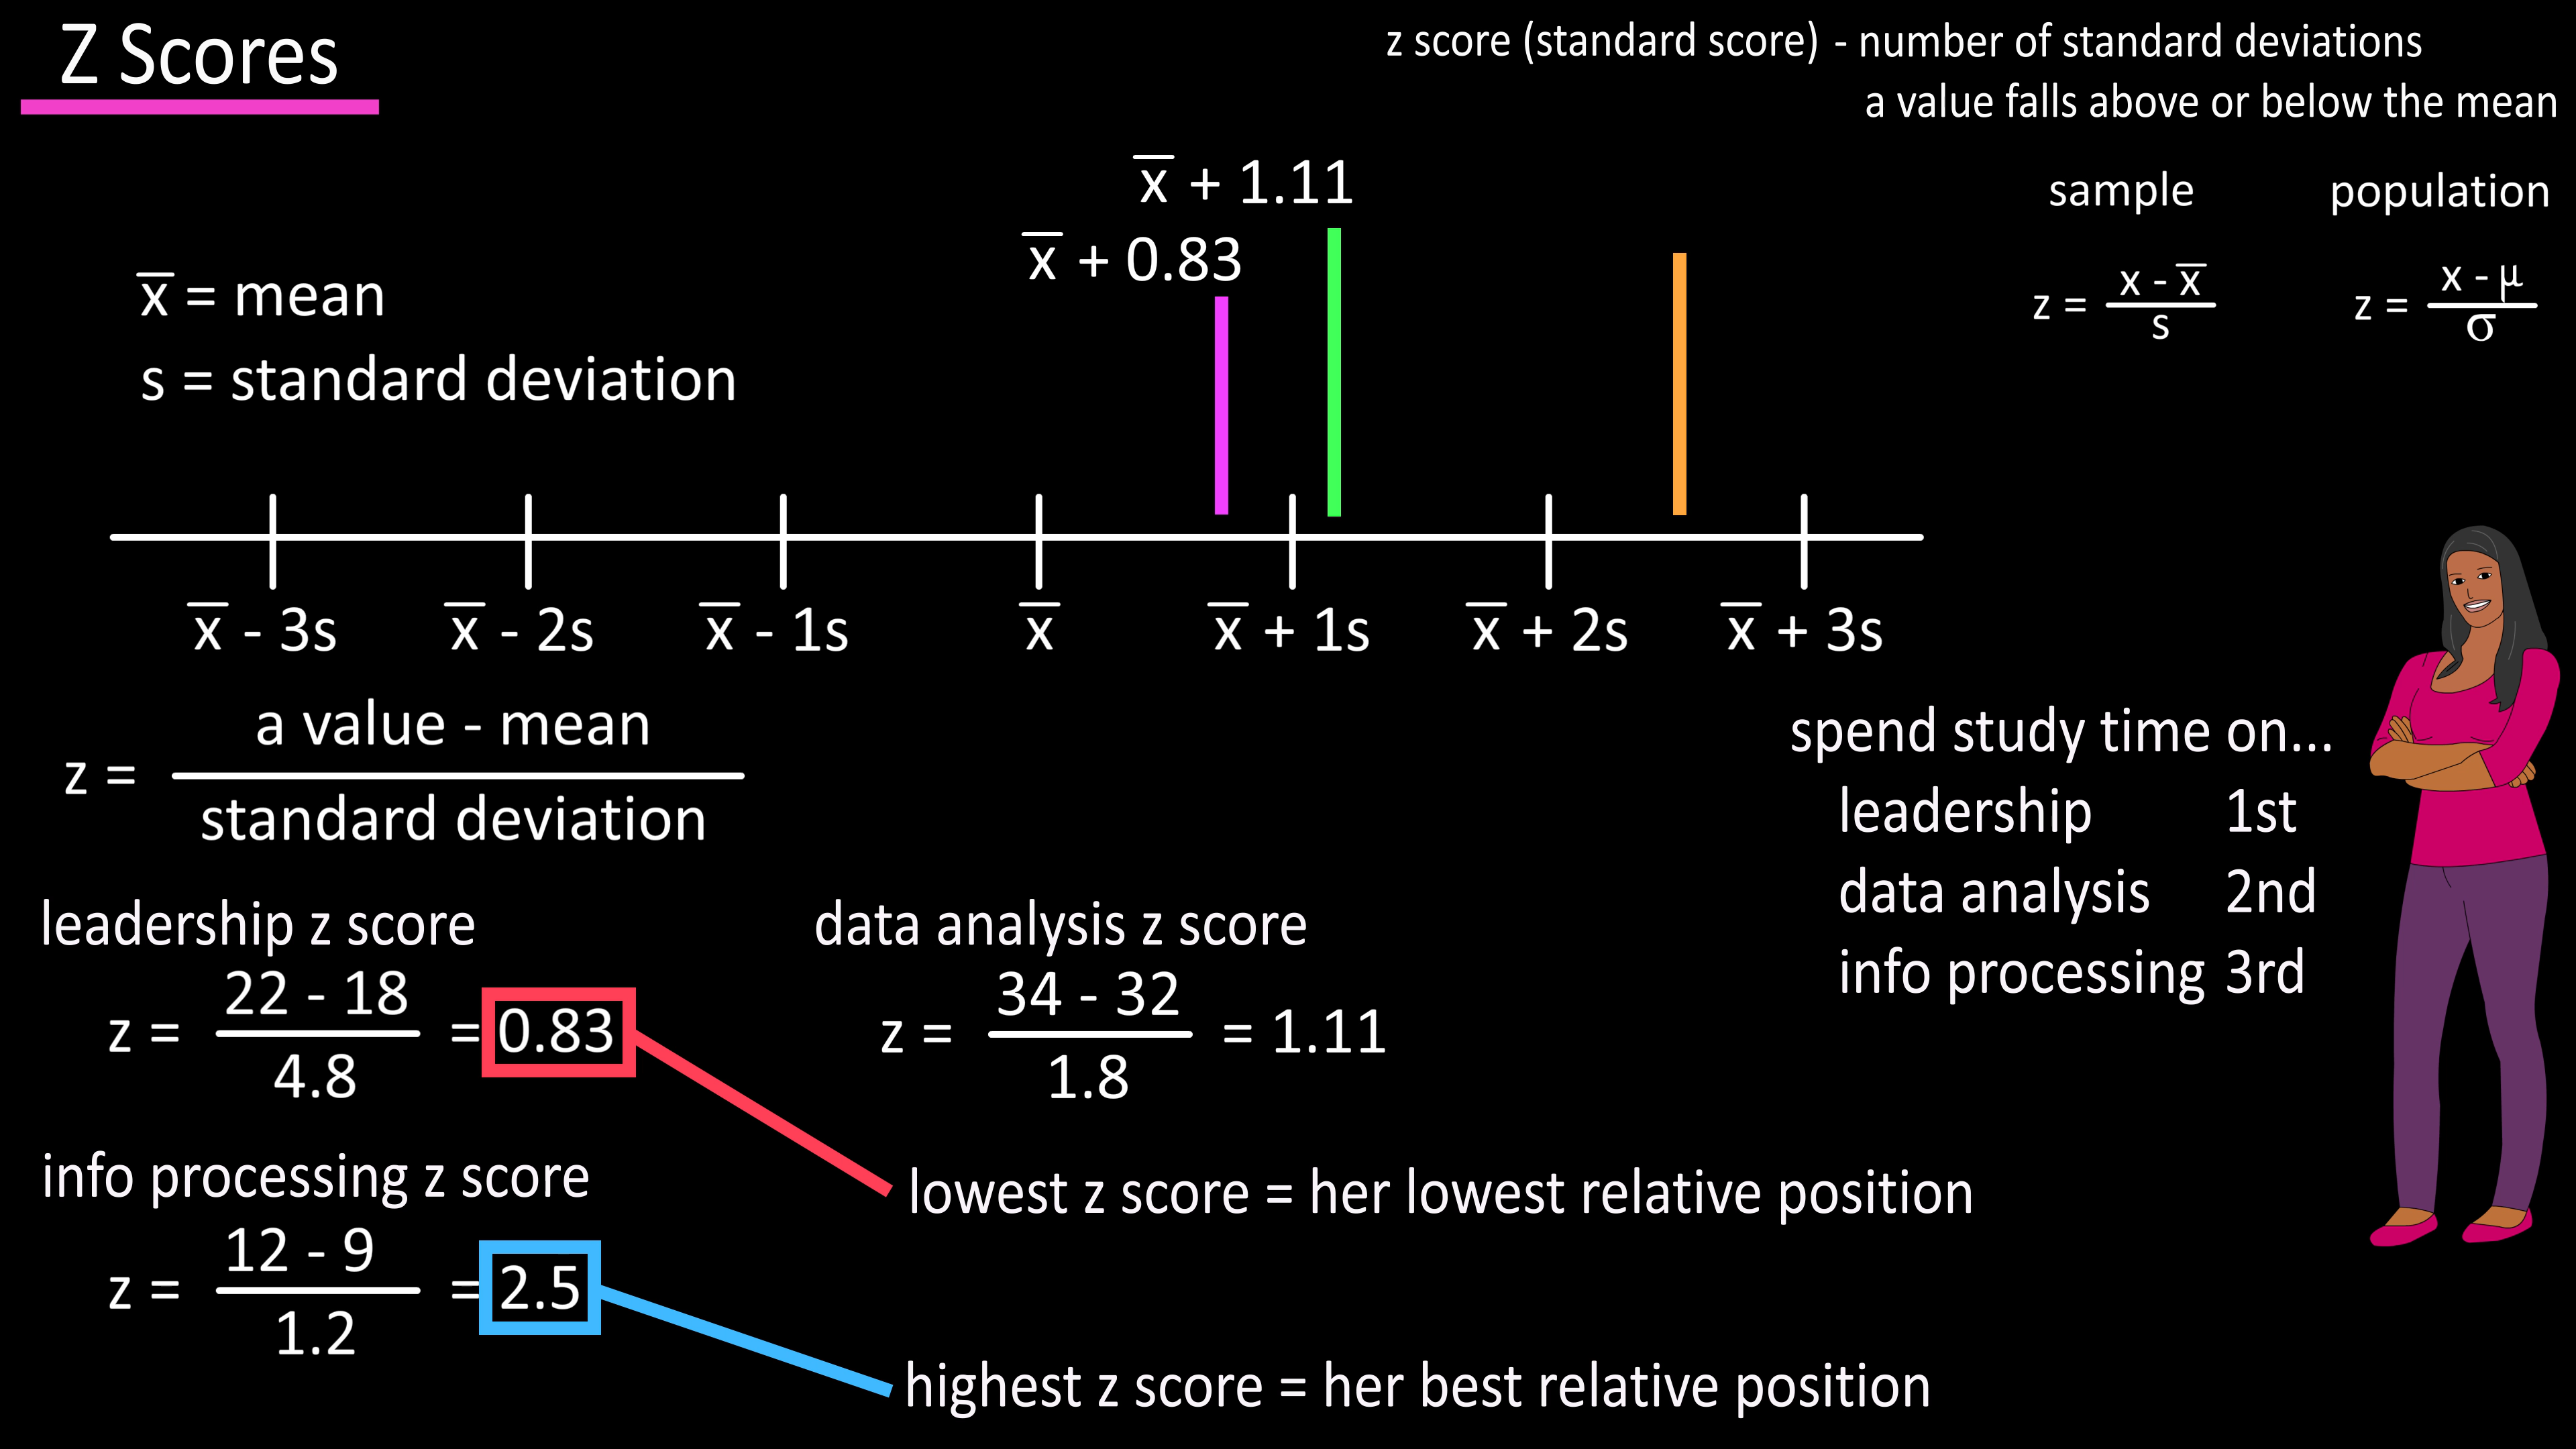 Z Scores
z score (standard score) - number of standard deviations
a value falls above or below the mean
sample
population
z = x - x̅ / s
z = x - μ / σ
x̅ + 1.11
x̅ + 0.83
x̅ = mean
s = standard deviation
x̅ - 3s x̅ - 2s x̅ - 1s x̅ x̅ + 1s x̅ + 2s x̅ + 3s
z = a value - mean / standard deviation
spend study time on...
leadership 1st
data analysis 2nd
info processing 3rd
leadership z score
z = 22 - 18 / 4.8 = 0.83
data analysis z score
z = 34 - 32 / 1.8 = 1.11
lowest z score = her lowest relative position
info processing z score
z = 12 - 9 / 1.2 = 2.5
highest z score = her best relative position